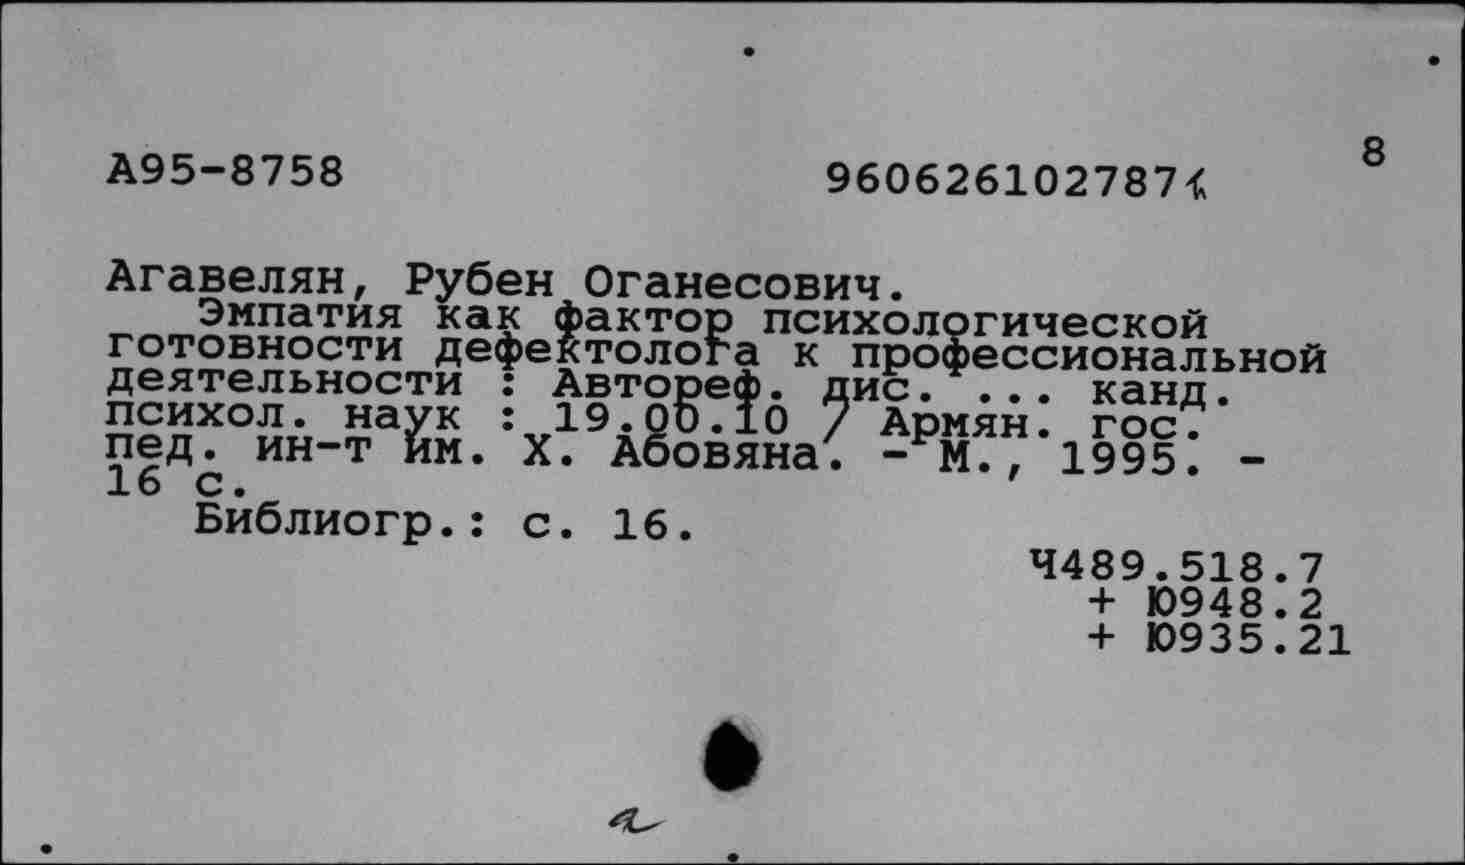 8
А95-8758 960626102787
Агавелян, Рубен Оганесович.
Эмпатия как фактор психологической
готовности дефектолога к профессиональной
деятельности : Автореф. дис. ... канд.
психол. наук : 19.00.10 / Армян. гос.
пед. ин-т им. Х. Абовяна. - М., 1995. -
16 с.
Библиогр.: с. 16.
Ч489.518.7
+ Ю948.2
+ Ю935.21